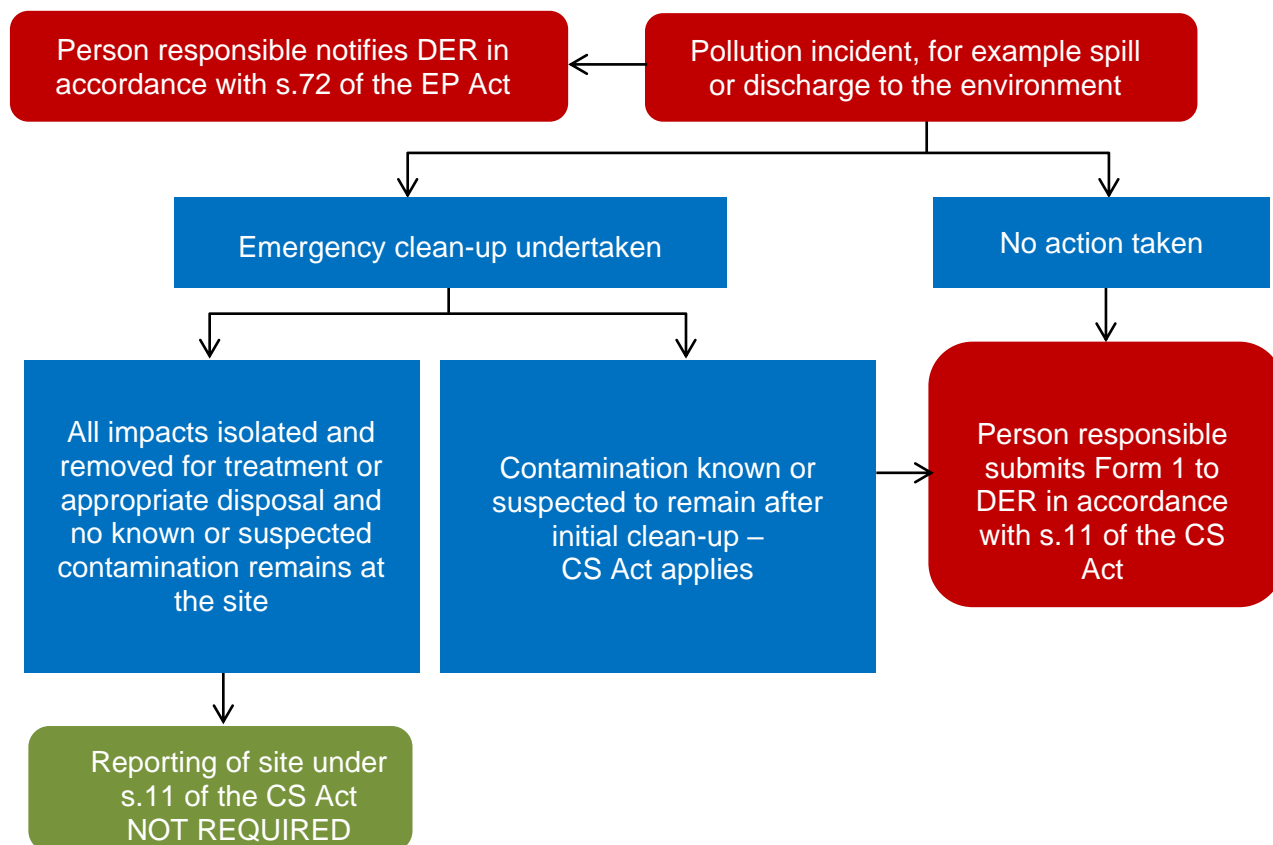 Person responsible notifies DER in
accordance with s.72 of the EP Act
Pollution incident, for example spill
or discharge to the environment
Emergency clean-up undertaken
No action taken
All impacts isolated and
removed for treatment or
appropriate disposal and
no known or suspected
contamination remains at
the site
Contamination known or
suspected to remain after
initial clean-up –
CS Act applies
Person responsible
submits Form 1 to
DER in accordance
with s.11 of the CS
Act
Reporting of site under
s.11 of the CS Act
NOT REQUIRED